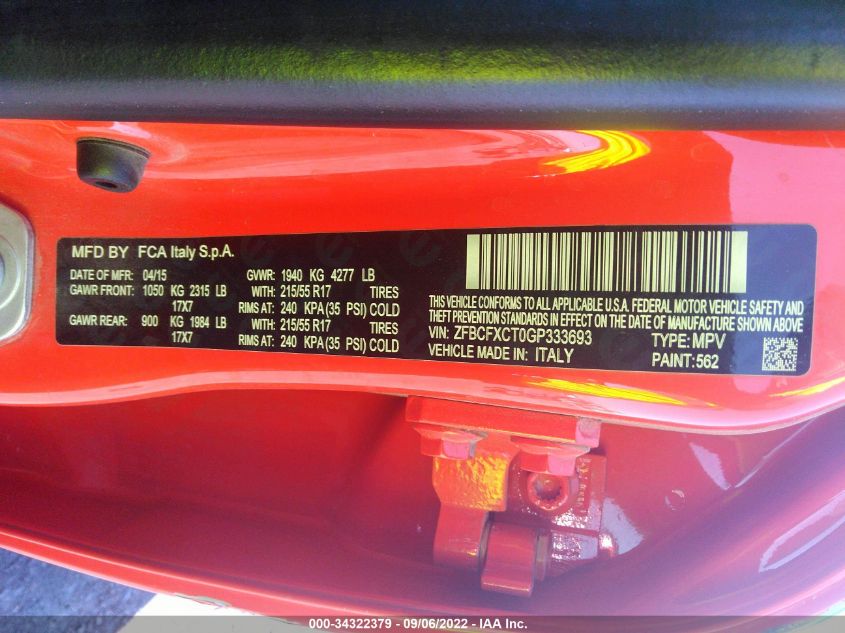 MFD BY FCA Italy S.p.A.
DATE OF MFR: 04/15 GVWR: 1940 KG 4277 LB
GAWR FRONT: 1050 KG 2315 LB WITH: 215/55 R17 TIRES
17X7 RIMS AT: 240 KPA (35 PSI) COLD
GAWR REAR: 900 KG 1984 LB WITH: 215/55 R17 TIRES
17X7 RIMS AT: 240 KPA (35 PSI) COLD
THIS VEHICLE CONFORMS TO ALL APPLICABLE U.S.A. FEDERAL MOTOR VEHICLE SAFETY AND
THEFT PREVENTION STANDARDS IN EFFECT ON THE DATE OF MANUFACTURE SHOWN ABOVE
VIN: ZFBCFXCT0GP333693 TYPE: MPV
VEHICLE MADE IN: ITALY PAINT: 562
000-34322379 - 09/06/2022 - IAA Inc.